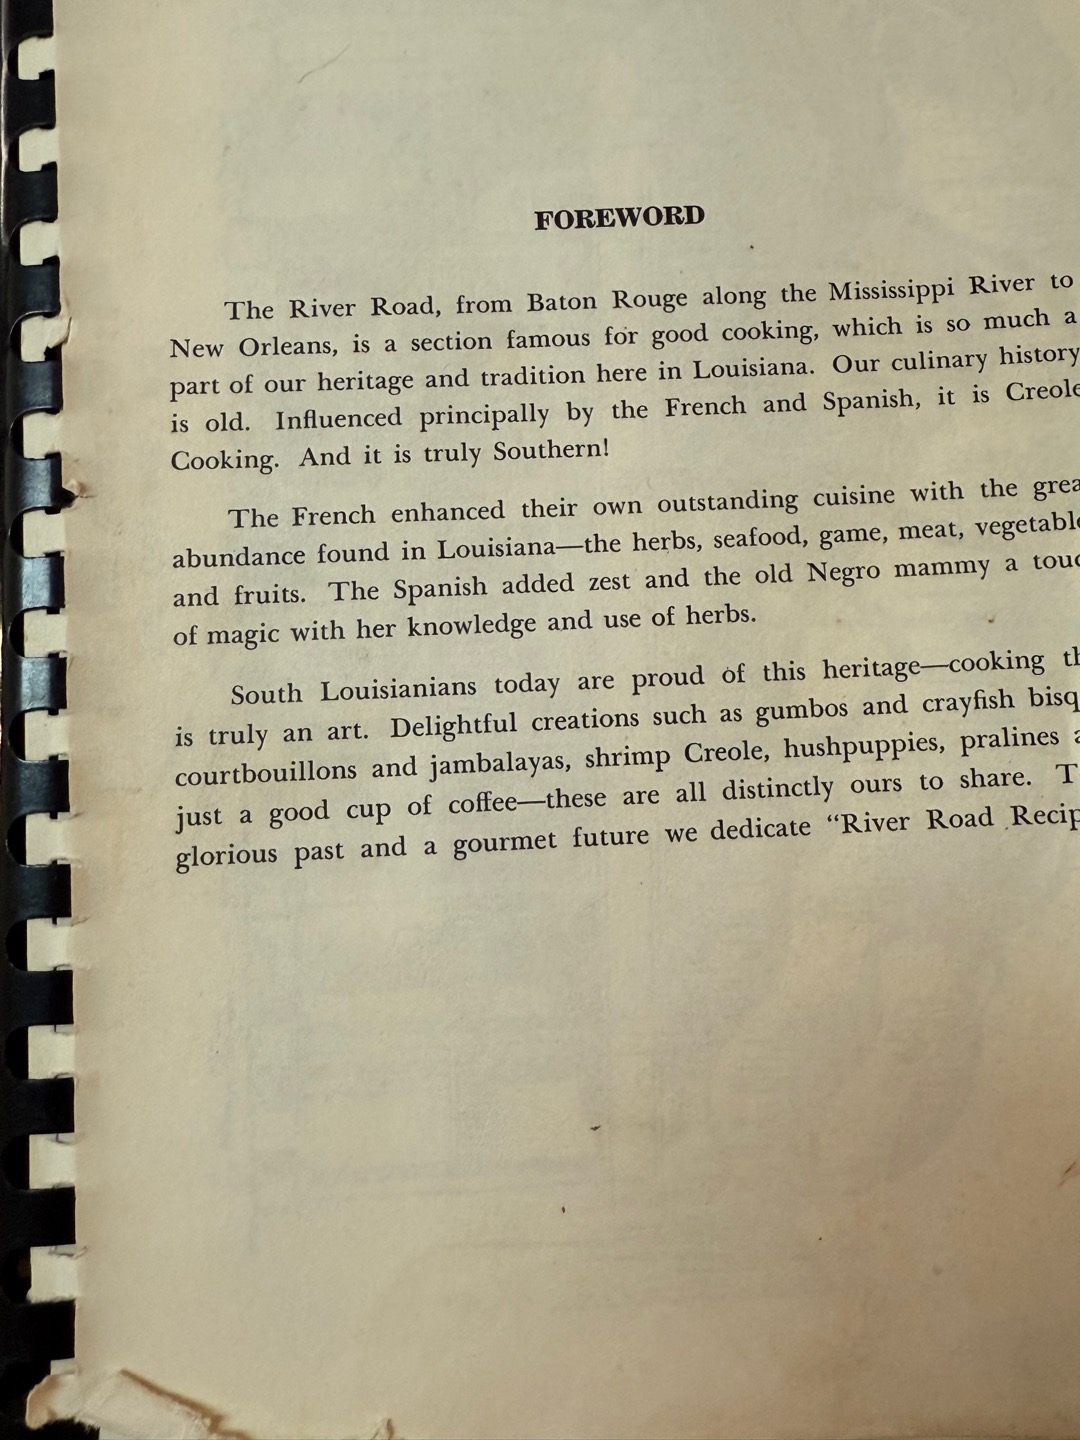 FOREWORD
The River Road, from Baton Rouge along the Mississippi River to
New Orleans, is a section famous for good cooking, which is so much a
part of our heritage and tradition here in Louisiana. Our culinary history
is old. Influenced principally by the French and Spanish, it is Creole
Cooking. And it is truly Southern!
The French enhanced their own outstanding cuisine with the grea
abundance found in Louisiana—the herbs, seafood, game, meat, vegetable
and fruits. The Spanish added zest and the old Negro mammy a touc
of magic with her knowledge and use of herbs.
South Louisianians today are proud of this heritage—cooking th
is truly an art. Delightful creations such as gumbos and crayfish bisq
courtbouillons and jambalayas, shrimp Creole, hushpuppies, pralines a
just a good cup of coffee—these are all distinctly ours to share. T
glorious past and a gourmet future we dedicate “River Road Recip